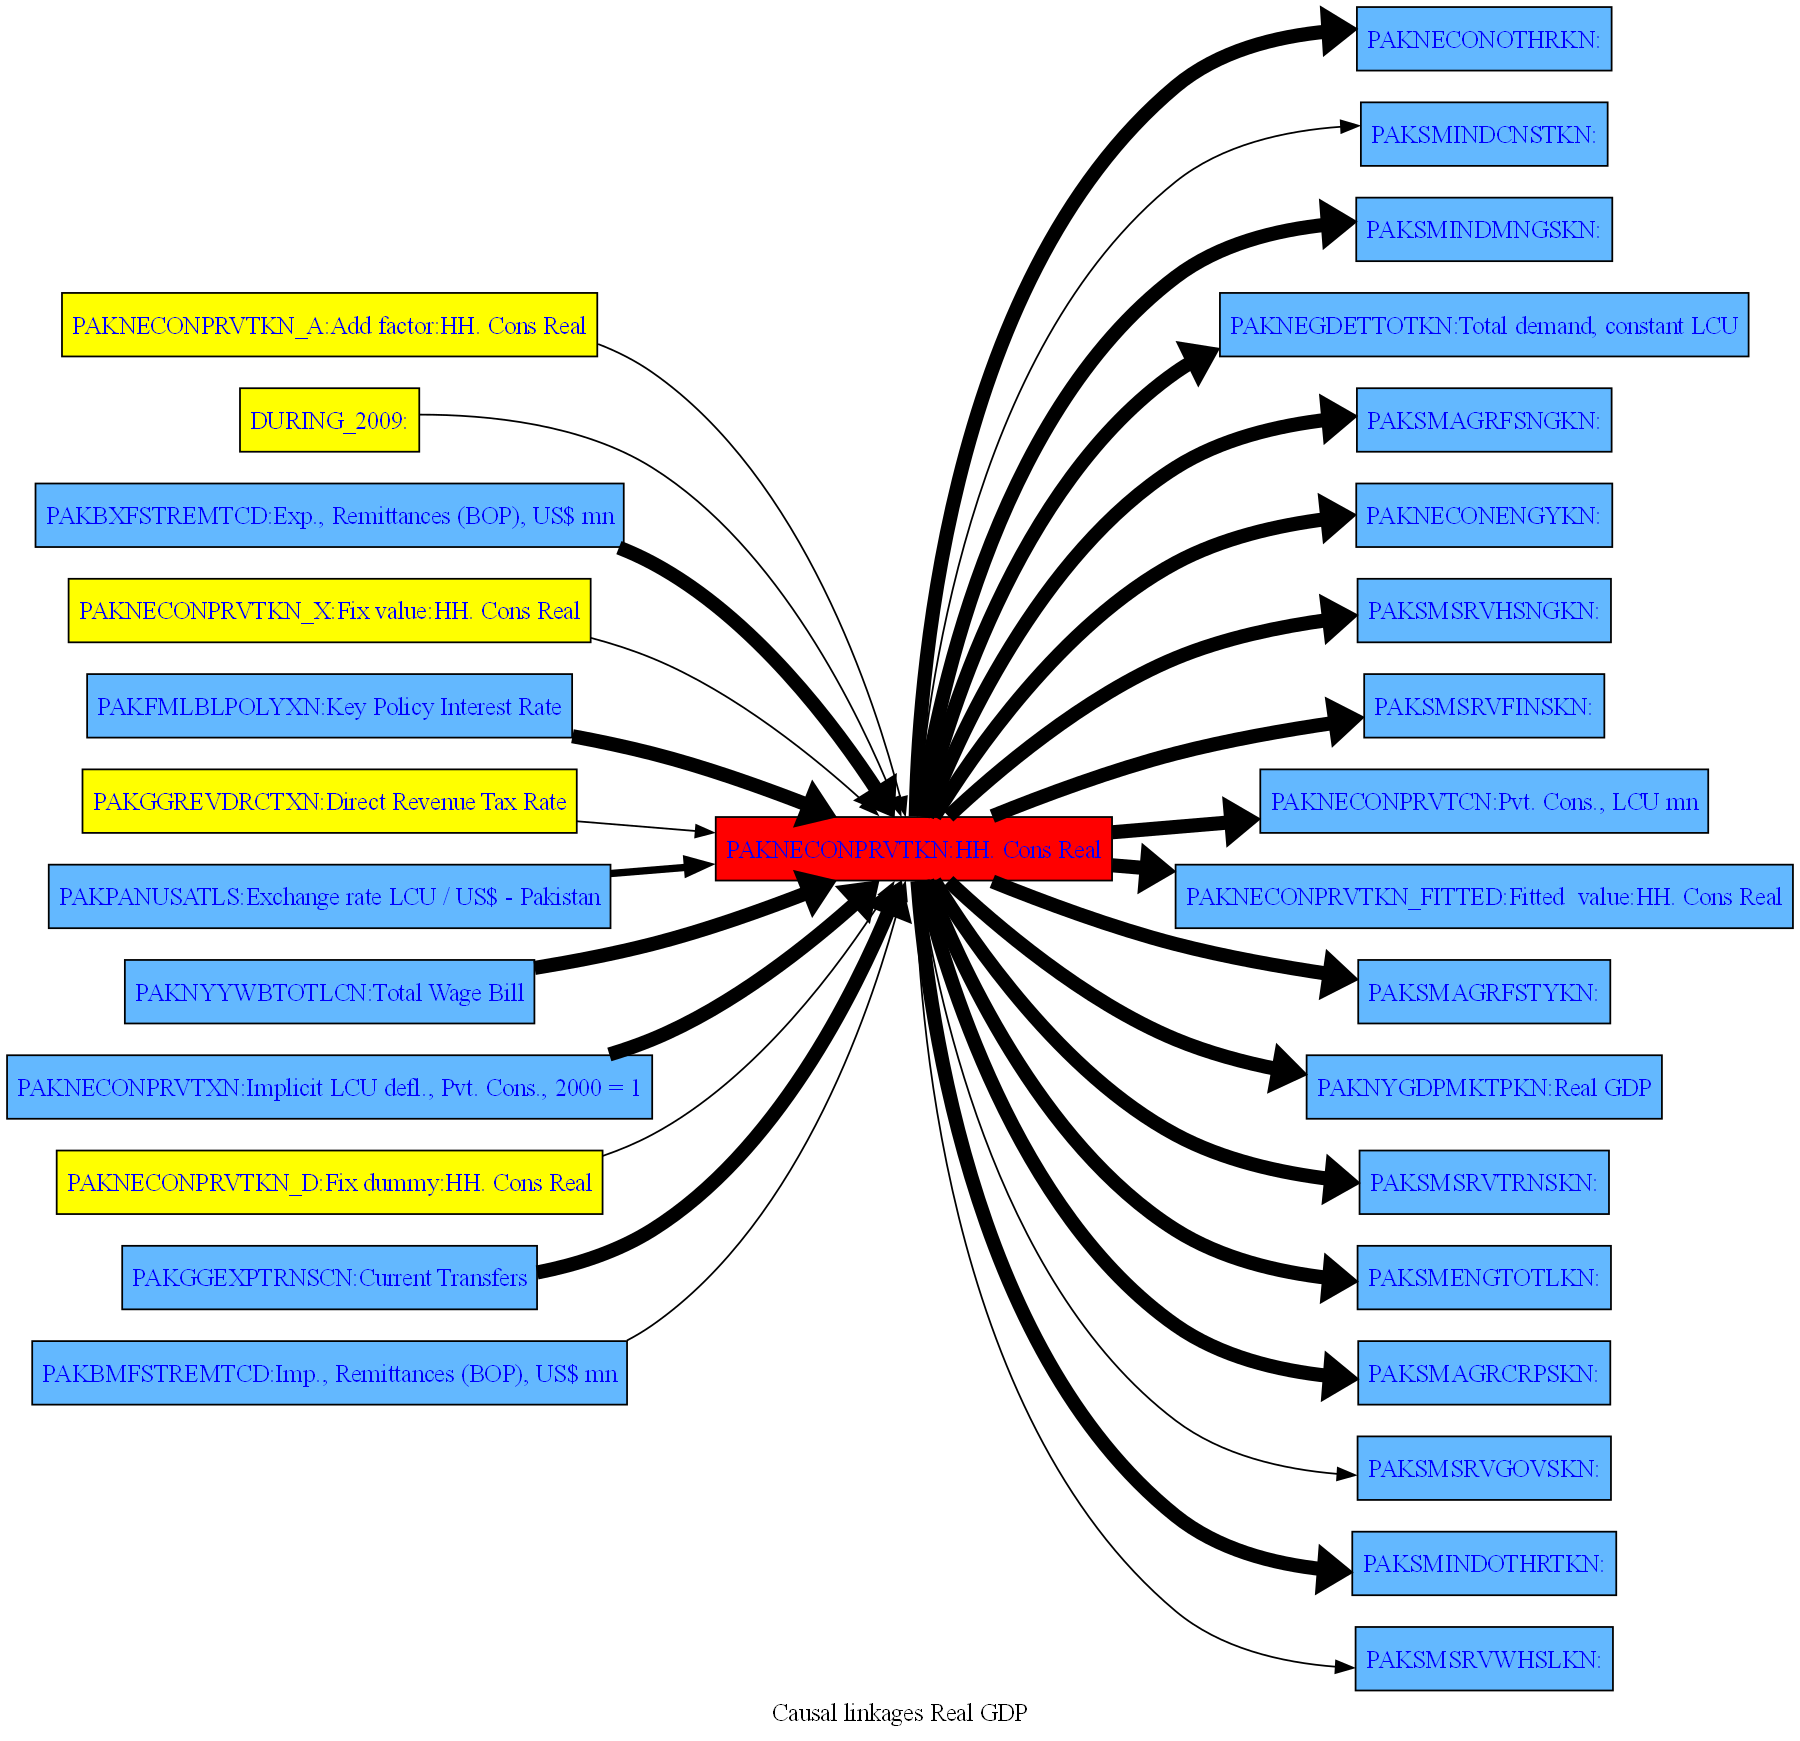 PAKNECONOTHRKN:
PAKSMINDCNSTKN:
PAKSMINDMNGSKN:
PAKNECONPRVTKN_A:Add factor:HH. Cons Real
PAKNEGDETTOTKN:Total demand, constant LCU
DURING_2009:
PAKSMAGRFSNGKN:
PAKBXFSTREMTCD:Exp., Remittances (BOP), US$ mn
PAKNECONENGYKN:
PAKNECONPRVTKN_X:Fix value:HH. Cons Real
PAKSMSRVHSNGKN:
PAKFMLBLPOLYXN:Key Policy Interest Rate
PAKSMSRVFINSKN:
PAKGGREVDRCTXN:Direct Revenue Tax Rate
PAKNECONPRVTCN:Pvt. Cons., LCU mn
PAKNECONPRVTKN:HH. Cons Real
PAKPANUSATLS:Exchange rate LCU / US$ - Pakistan
PAKNECONPRVTKN_FITTED:Fitted  value:HH. Cons Real
PAKNYYWBTOTLCN:Total Wage Bill
PAKSMAGRFSTYKN:
PAKNECONPRVTXN:Implicit LCU defl., Pvt. Cons., 2000 = 1
PAKNYGDPMKTPKN:Real GDP
PAKNECONPRVTKN_D:Fix dummy:HH. Cons Real
PAKSMSRVTRNSKN:
PAKGGEXPTRNSCN:Current Transfers
PAKSMENGTOTLKN:
PAKBMFSTREMTCD:Imp., Remittances (BOP), US$ mn
PAKSMAGRCRPSKN:
PAKSMSRVGOVSKN:
PAKSMINDOTHRTKN:
PAKSMSRVWHSLKN:
Causal linkages Real GDP